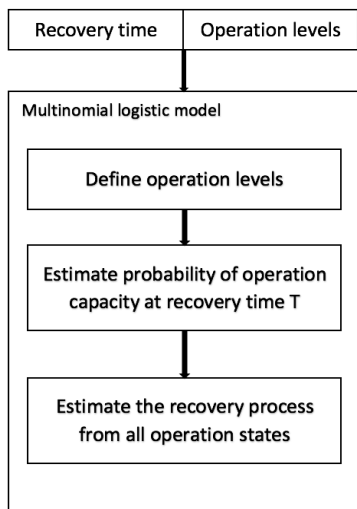 Recovery time
Operation levels
Multinomial logistic model
Define operation levels
Estimate probability of operation
capacity at recovery time T
Estimate the recovery process
from all operation states